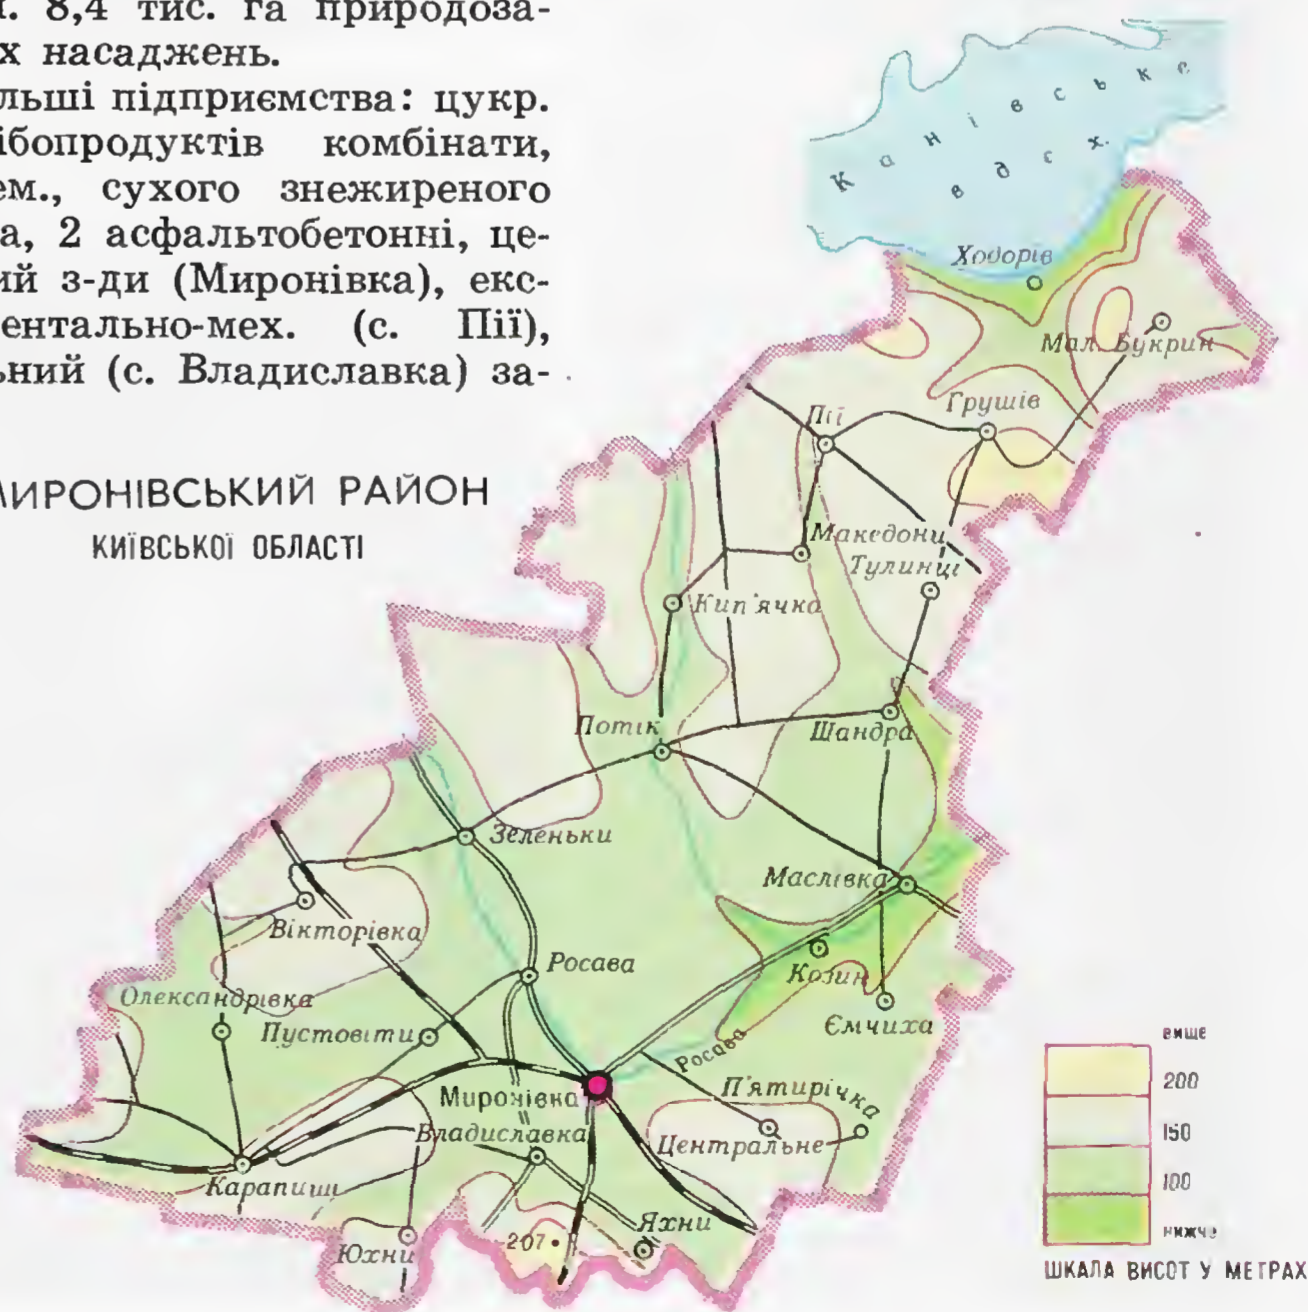 л. 8,4 тис. га природоза-
х насаджень.
льші підприємства: цукр.
ібопродуктів комбінати,
ем., сухого знежиреного
а, 2 асфальтобетонні, це-
ий з-ди (Миронівка), екс-
ентально-мех. (с. Пії),
ьний (с. Владиславка) за-
МИРОНІВСЬКИЙ РАЙОН
КИЇВСЬКОЇ ОБЛАСТІ
Канівське
вдсх.
Ходорів
Мал. Букрин
Грушів
Пії
Македони
Тулинці
Кип'ячка
Потік
Шандра
Зеленьки
Маслівка
Вікторівка
Росава
Козин
Олександрівка
Пустовіти
Ємчиха
Росава
П'ятирічка
Миронівка
Владиславка
Центральне
Карапиші
Яхни
207
Юхни
вище
200
150
100
нижче
ШКАЛА ВИСОТ У МЕТРАХ